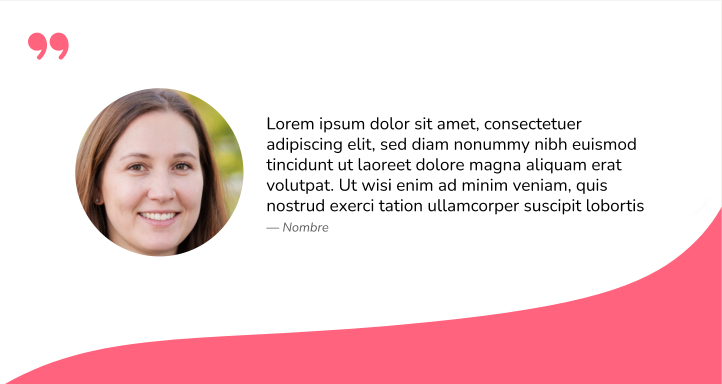 ”
Lorem ipsum dolor sit amet, consectetuer
adipiscing elit, sed diam nonummy nibh euismod
tincidunt ut laoreet dolore magna aliquam erat
volutpat. Ut wisi enim ad minim veniam, quis
nostrud exerci tation ullamcorper suscipit lobortis
— Nombre